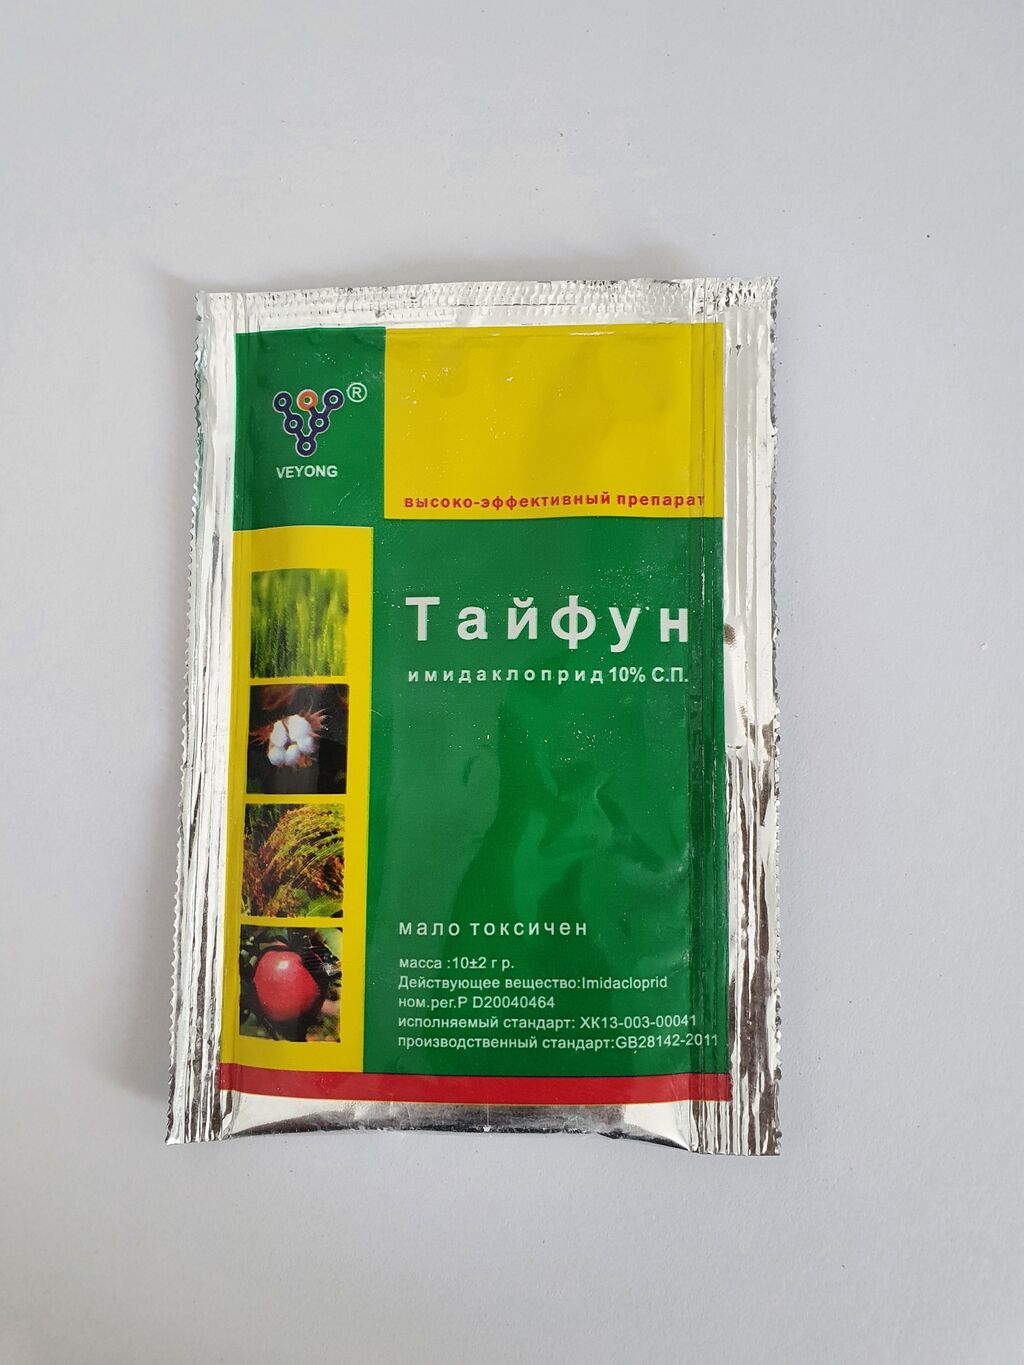 ®
VEYONG
высоко-эффективный препарат
Тайфун
имидаклоприд 10% С.П.
мало токсичен
масса :10±2 г р.
Действующее вещество:Imidacloprid
ном.рег.Р D20040464
исполняемый стандарт: ХК13-003-00041
производственный стандарт:GB28142-2011